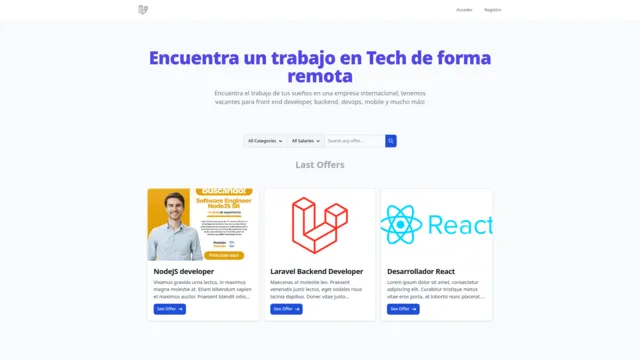 Acceder Registro
Encuentra un trabajo en Tech de forma
remota
Encuentra el trabajo de tus sueños en una empresa internacional; tenemos
vacantes para front end developer, backend, devops, mobile y mucho más!
All Categories All Salaries Search any offer...
Last Offers
buscando!
Software Engineer
NodeJS SR
React
NodeJS developer
Vivamus gravida urna lectus, in maximus
magna molestie at. Etiam bibendum sapien
et maximus auctor. Praesent blandit odio...
See Offer
Laravel Backend Developer
Maecenas at molestie leo. Praesent
venenatis justo lectus, eget sodales risus
lacinia dapibus. Donec vitae justo...
See Offer
Desarrollador React
Lorem ipsum dolor sit amet, consectetur
adipiscing elit. Curabitur tristique metus
vitae eros porta, at lobortis nunc placerat....
See Offer